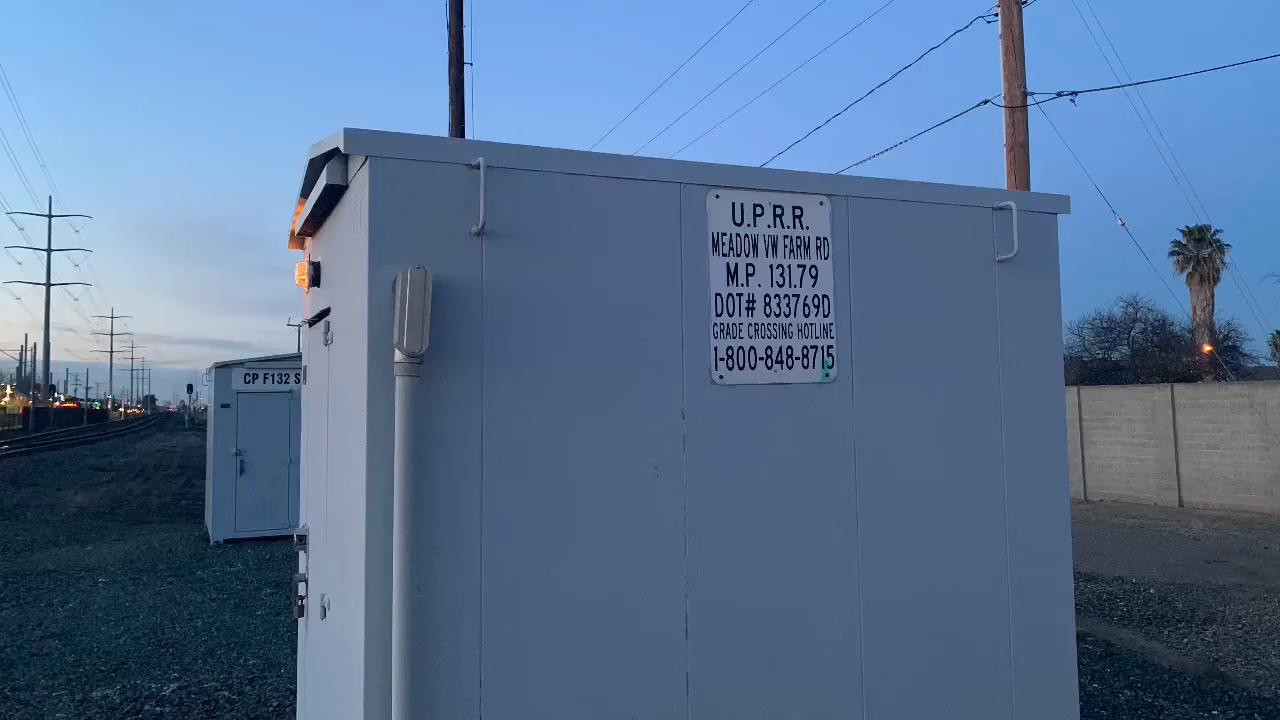 U.P.R.R.
MEADOW VW FARM RD
M.P. 131.79
DOT# 833769D
GRADE CROSSING HOTLINE
1-800-848-8715
CP F132 S